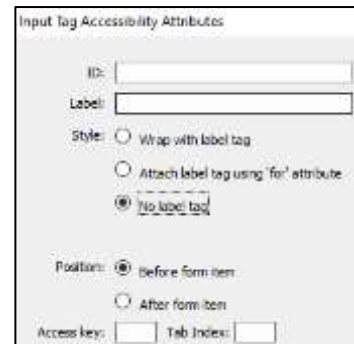 Input Tag Accessibility Attributes
ID:
Label:
Style: Wrap with label tag
Attach label tag using 'for' attribute
No label tag
Position: Before form item
After form item
Access key: Tab Index: